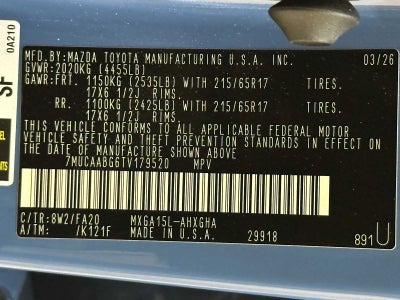 MFD.BY:MAZDA TOYOTA MANUFACTURING U.S.A. INC. 03/26
GVWR:2020KG (4455LB)
GAWR:FRT. 1150KG (2535LB) WITH 215/65R17 TIRES.
17X6 1/2J RIMS.
RR. 1100KG (2425LB) WITH 215/65R17 TIRES.
17X6 1/2J RIMS.
THIS VEHICLE CONFORMS TO ALL APPLICABLE FEDERAL MOTOR
VEHICLE SAFETY AND THEFT PREVENTION STANDARDS IN EFFECT ON
THE DATE OF MANUFACTURE SHOWN ABOVE.
7MUCAABG6TV179520 MPV
C/TR:8W2/FA20 MXGA15L-AHXGHA
A/TM: /K121F MADE IN U.S.A. 29918 891U
0A210
SF